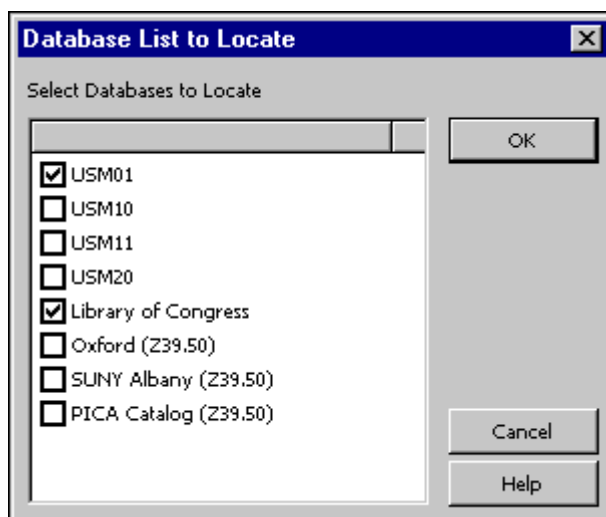 Database List to Locate
Select Databases to Locate
USM01
USM10
USM11
USM20
Library of Congress
Oxford (Z39.50)
SUNY Albany (Z39.50)
PICA Catalog (Z39.50)
OK
Cancel
Help